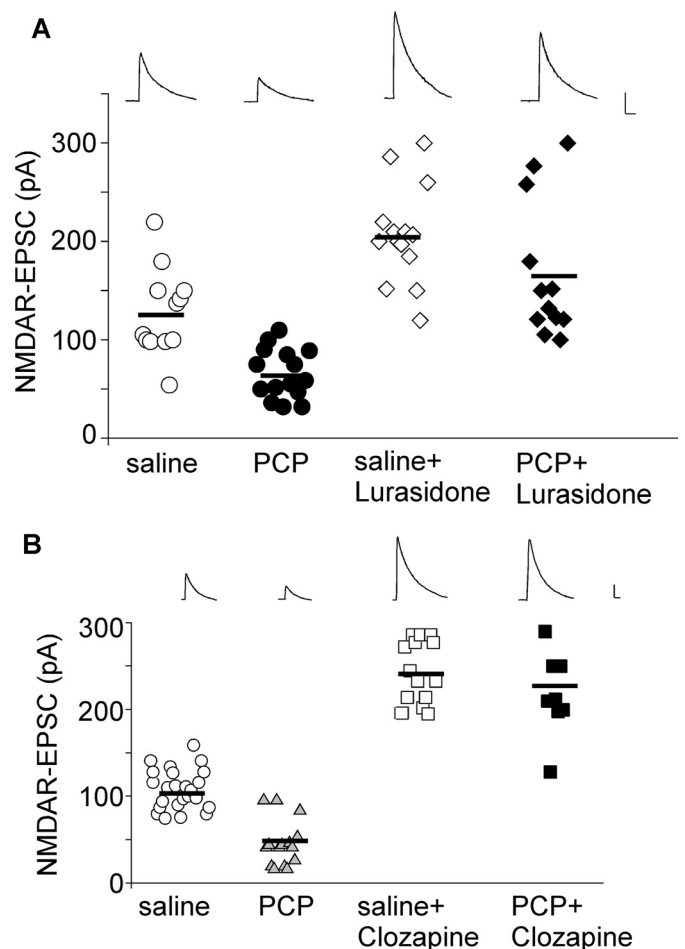 A
NMDAR-EPSC (pA)
300
200
100
0
saline
PCP
saline+
Lurasidone
PCP+
Lurasidone
B
NMDAR-EPSC (pA)
300
200
100
0
saline
PCP
saline+
Clozapine
PCP+
Clozapine